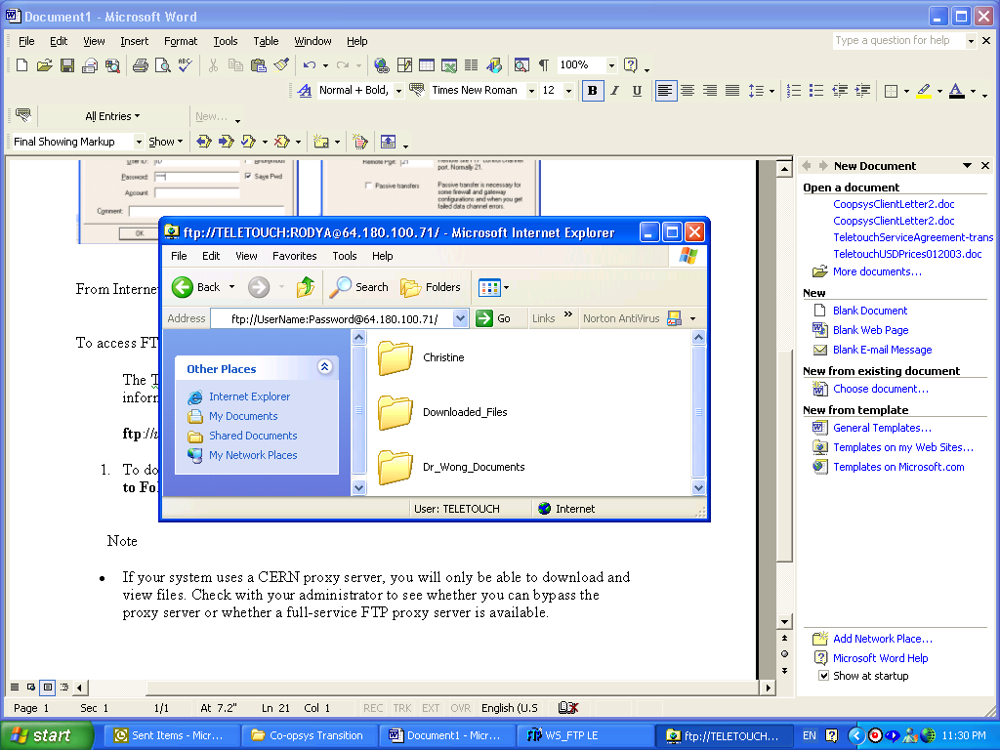 Document1 - Microsoft Word
File Edit View Insert Format Tools Table Window Help
Type a question for help
100%
Normal + Bold, Times New Roman 12 B I U
All Entries New...
Final Showing Markup Show
User ID: Anonymous
Password: Save Pwd
Account
Comment:
OK
Remote Port: 21
port. Normally 21.
Passive transfers
Passive transfer is necessary for
some firewall and gateway
configurations and when you get
failed data channel errors.
From Interne
To access FT
The T
inform
ftp://u
1. To do
to Fol
Note
If your system uses a CERN proxy server, you will only be able to download and
view files. Check with your administrator to see whether you can bypass the
proxy server or whether a full-service FTP proxy server is available.
ftp://TELETOUCH:RODYA@64.180.100.71/ - Microsoft Internet Explorer
File Edit View Favorites Tools Help
Back Search Folders
Address ftp://UserName:Password@64.180.100.71/ Go Links » Norton AntiVirus
Other Places
Internet Explorer
My Documents
Shared Documents
My Network Places
Christine
Downloaded_Files
Dr_Wong_Documents
User: TELETOUCH Internet
New Document
Open a document
CoopsysClientLetter2.doc
CoopsysClientLetter2.doc
TeletouchServiceAgreement-trans
TeletouchUSDPrices012003.doc
More documents...
New
Blank Document
Blank Web Page
Blank E-mail Message
New from existing document
Choose document...
New from template
General Templates...
Templates on my Web Sites...
Templates on Microsoft.com
Add Network Place...
Microsoft Word Help
Show at startup
Page 1 Sec 1 1/1 At 7.2" Ln 21 Col 1 REC TRK EXT OVR English (U.S
start Sent Items - Micr... Co-opsys Transition Document1 - Micr... WS_FTP LE ftp://TELETOUCH... EN 11:30 PM